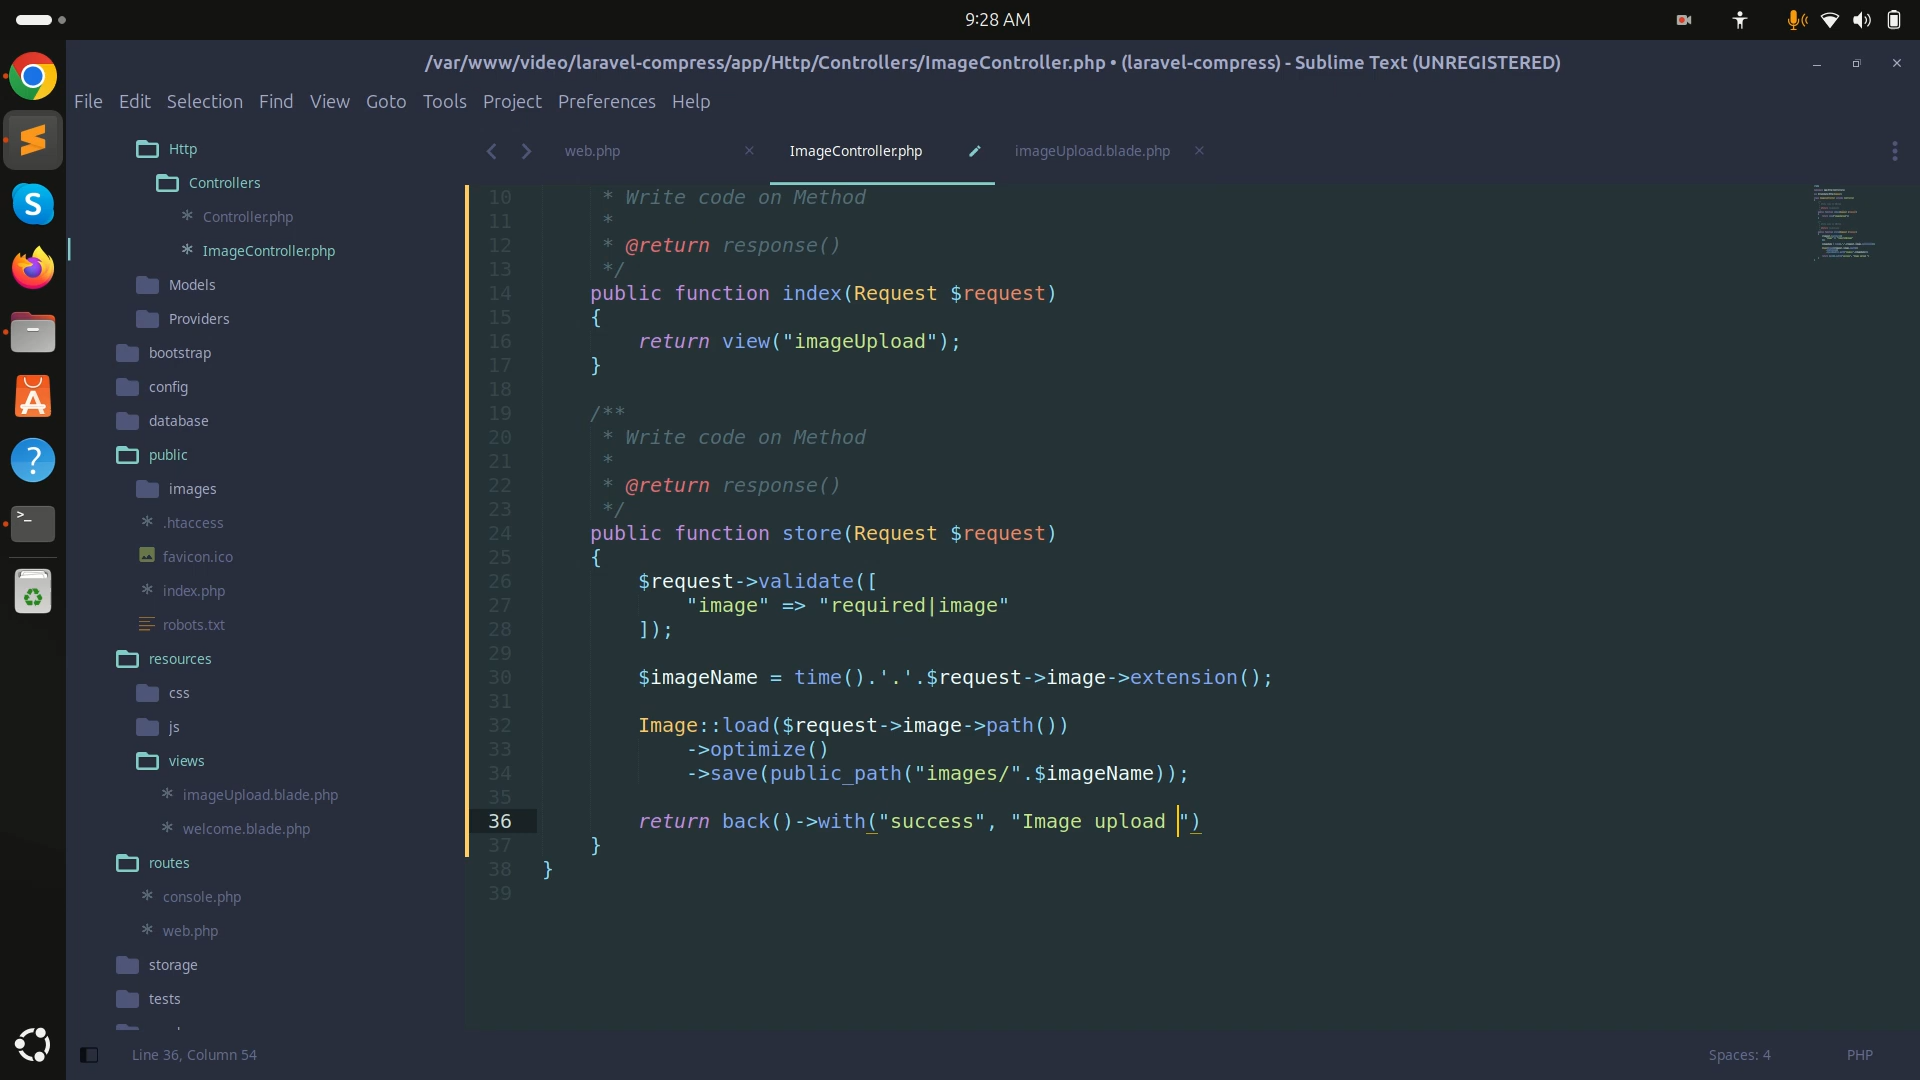 9:28 AM
/var/www/video/laravel-compress/app/Http/Controllers/ImageController.php • (laravel-compress) - Sublime Text (UNREGISTERED)
File Edit Selection Find View Goto Tools Project Preferences Help
Http
Controllers
Controller.php
ImageController.php
Models
Providers
bootstrap
config
database
public
images
.htaccess
favicon.ico
index.php
robots.txt
resources
css
js
views
imageUpload.blade.php
welcome.blade.php
routes
console.php
web.php
storage
tests
web.php ImageController.php imageUpload.blade.php
10 * Write code on Method
11 *
12 * @return response()
13 */
14 public function index(Request $request)
15 {
16 return view("imageUpload");
17 }
18
19 /**
20 * Write code on Method
21 *
22 * @return response()
23 */
24 public function store(Request $request)
25 {
26 $request->validate([
27 "image" => "required|image"
28 ]);
29
30 $imageName = time().'.'.$request->image->extension();
31
32 Image::load($request->image->path())
33 ->optimize()
34 ->save(public_path("images/".$imageName));
35
36 return back()->with("success", "Image upload ")
37 }
38 }
39
Line 36, Column 54
Spaces: 4 PHP